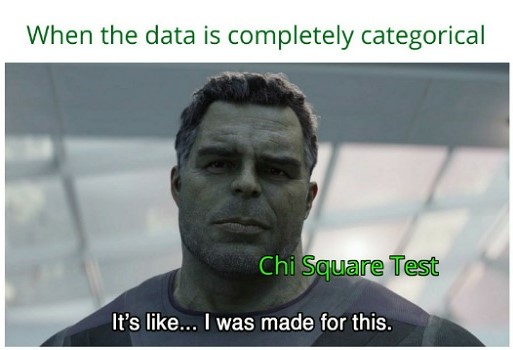 When the data is completely categorical
Chi Square Test
It's like... I was made for this.